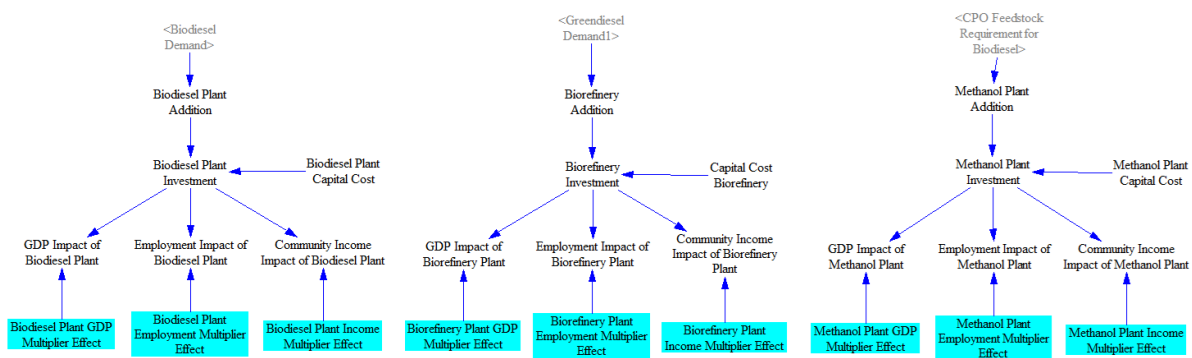 <Biodiesel
Demand>
Biodiesel Plant
Addition
Biodiesel Plant
Investment
Biodiesel Plant
Capital Cost
GDP Impact of
Biodiesel Plant
Employment Impact of
Biodiesel Plant
Community Income
Impact of Biodiesel Plant
Biodiesel Plant GDP
Multiplier Effect
Biodiesel Plant
Employment Multiplier
Effect
Biodiesel Plant Income
Multiplier Effect
<Greendiesel
Demand1>
Biorefinery
Addition
Biorefinery
Investment
Capital Cost
Biorefinery
GDP Impact of
Biorefinery Plant
Employment Impact of
Biorefinery Plant
Community Income
Impact of Biorefinery
Plant
Biorefinery Plant GDP
Multiplier Effect
Biorefinery Plant
Employment Multiplier
Effect
Biorefinery Plant
Income Multiplier Effect
<CPO Feedstock
Requirement for
Biodiesel>
Methanol Plant
Addition
Methanol Plant
Investment
Methanol Plant
Capital Cost
GDP Impact of
Methanol Plant
Employment Impact of
Methanol Plant
Community Income
Impact of Methanol Plant
Methanol Plant GDP
Multiplier Effect
Methanol Plant
Employment Multiplier
Effect
Methanol Plant Income
Multiplier Effect